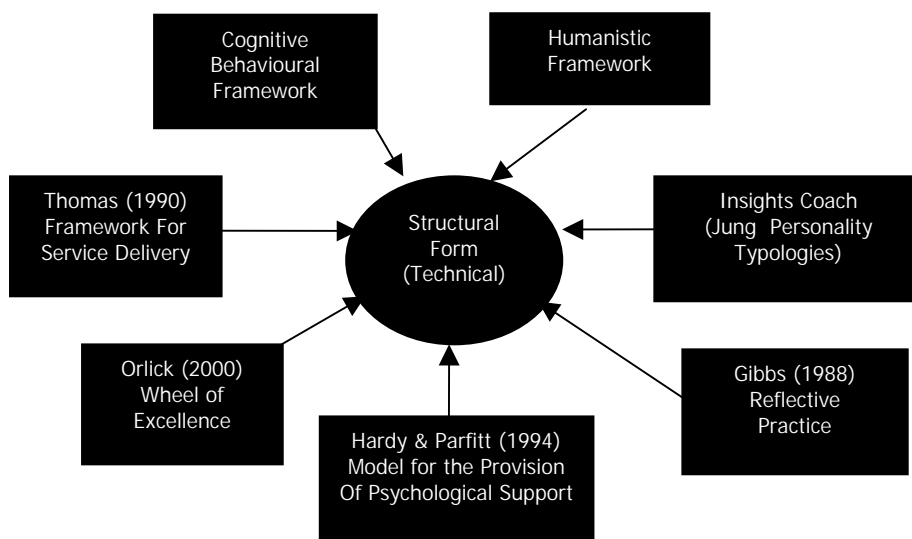 Cognitive
Behavioural
Framework
Humanistic
Framework
Thomas (1990)
Framework For
Service Delivery
Structural
Form
(Technical)
Insights Coach
(Jung Personality
Typologies)
Orlick (2000)
Wheel of
Excellence
Hardy & Parfitt (1994)
Model for the Provision
Of Psychological Support
Gibbs (1988)
Reflective
Practice